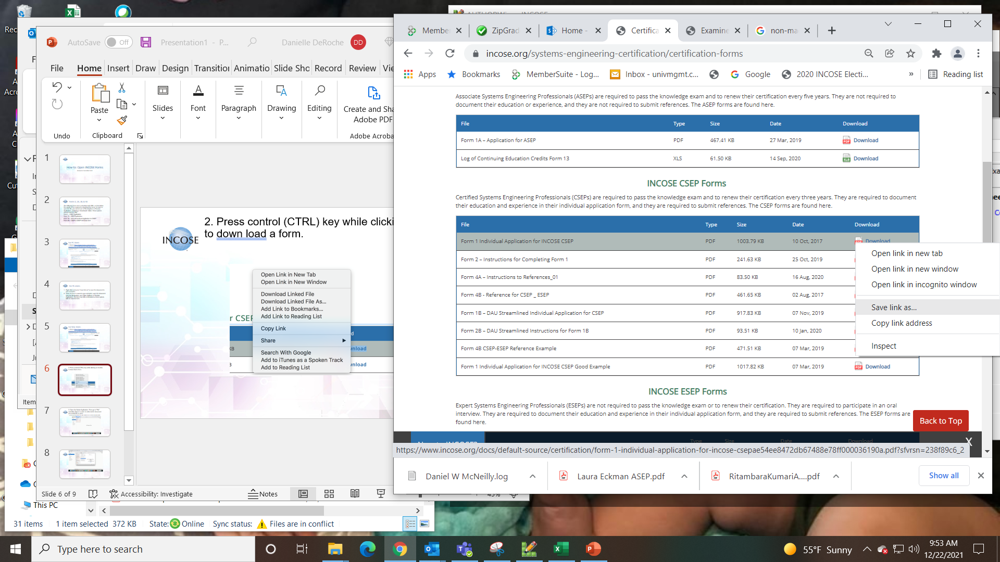 AutoSave Off Presentation1 - P... Danielle DeRoche DD
File Home Insert Draw Design Transition Animatio Slide Sho Record Review Vie
Undo
Paste
Clipboard
Slides
Font
Paragraph
Drawing
Editing
Create and Sha
Adobe PDF
Adobe Acroba
1
How to: Open INCOSE Forms
2
3
4
5
6
7
8
2. Press control (CTRL) key while clicki
to down load a form.
INCOSE
Open Link in New Tab
Open Link in New Window
Download Linked File
Download Linked File As...
Add Link to Bookmarks...
Add Link to Reading List
r CSEP
Copy Link
Share
Search With Google
Add to iTunes as a Spoken Track
Add to Reading List
wnload
wnload
Slide 6 of 9 Accessibility: Investigate Notes 45%
This PC
31 items 1 item selected 372 KB State: Online Sync status: Files are in conflict
Membe ZipGrad Home - Certifica Examine non-ma
incose.org/systems-engineering-certification/certification-forms
Apps Bookmarks MemberSuite - Log... Inbox - univmgmt.c... Google 2020 INCOSE Electi... » Reading list
Associate Systems Engineering Professionals (ASEPs) are required to pass the knowledge exam and to renew their certification every five years. They are not required to
document their education or experience, and they are not required to submit references. The ASEP forms are found here.
File Type Size Date Download
Form 1A – Application for ASEP PDF 467.41 KB 27 Mar, 2019 Download
Log of Continuing Education Credits Form 13 XLS 61.50 KB 14 Sep, 2020 Download
INCOSE CSEP Forms
Certified Systems Engineering Professionals (CSEPs) are required to pass the knowledge exam and to renew their certification every three years. They are required to document
their education and experience in their individual application form, and they are required to submit references. The CSEP forms are found here.
File Type Size Date Download
Form 1 Individual Application for INCOSE CSEP PDF 1003.79 KB 10 Oct, 2017 Download
Form 2 – Instructions for Completing Form 1 PDF 241.63 KB 25 Oct, 2019
Form 4A – Instructions to References_01 PDF 83.50 KB 16 Aug, 2020
Form 4B - Reference for CSEP _ ESEP PDF 461.65 KB 02 Aug, 2017
Form 1B – DAU Streamlined Individual Application for CSEP PDF 917.83 KB 07 Nov, 2019
Form 2B – DAU Streamlined Instructions for Form 1B PDF 93.51 KB 10 Jan, 2020
Form 4B CSEP-ESEP Reference Example PDF 471.51 KB 07 Mar, 2019
Form 1 Individual Application for INCOSE CSEP Good Example PDF 1017.82 KB 07 Mar, 2019 Download
Open link in new tab
Open link in new window
Open link in incognito window
Save link as...
Copy link address
Inspect
INCOSE ESEP Forms
Expert Systems Engineering Professionals (ESEPs) are not required to pass the knowledge exam or to renew their certification. They are required to participate in an oral
interview. They are required to document their education and experience in their individual application form, and they are required to submit references. The ESEP forms are
found here.
Back to Top
Type Size Date Download
X
https://www.incose.org/docs/default-source/certification/form-1-individual-application-for-incose-csepae54ee8472db67488e78ff000036190a.pdf?sfvrsn=238f89c6_2
Daniel W McNeilly.log Laura Eckman ASEP.pdf RitambaraKumariA....pdf Show all
Type here to search
55°F Sunny
9:53 AM
12/22/2021